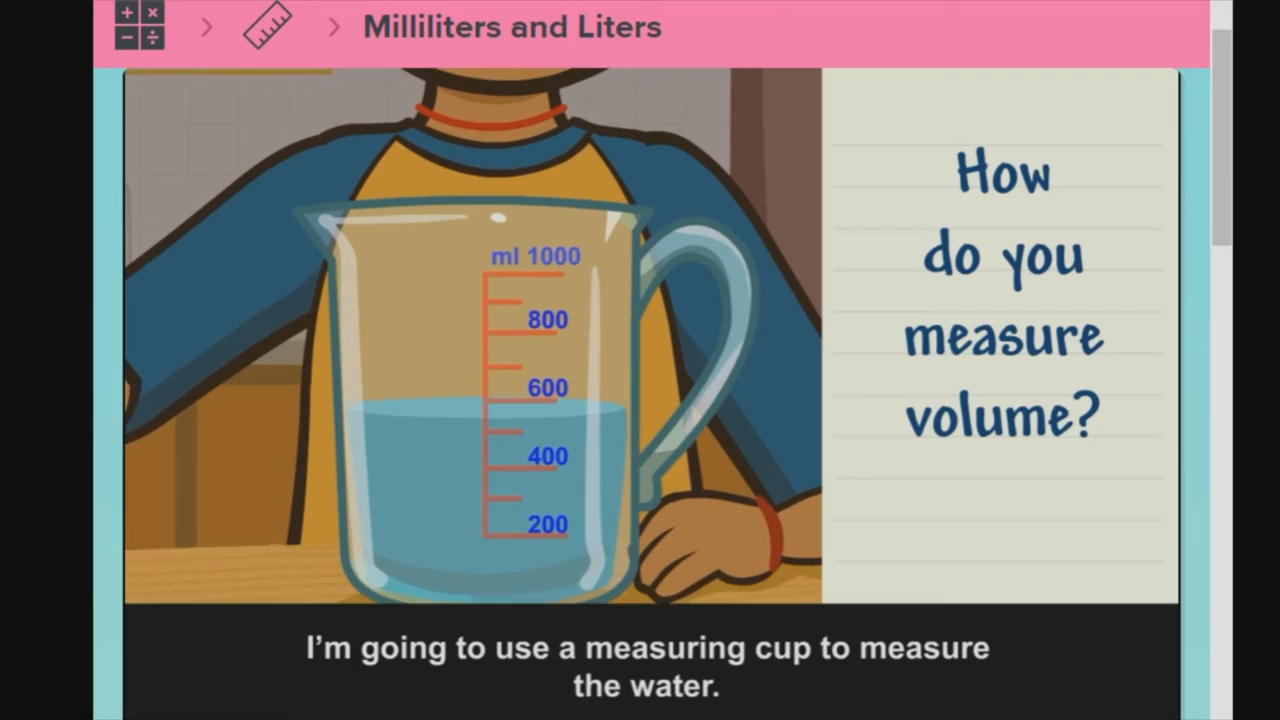 Milliliters and Liters
How
do you
measure
volume?
ml 1000
800
600
400
200
I'm going to use a measuring cup to measure
the water.